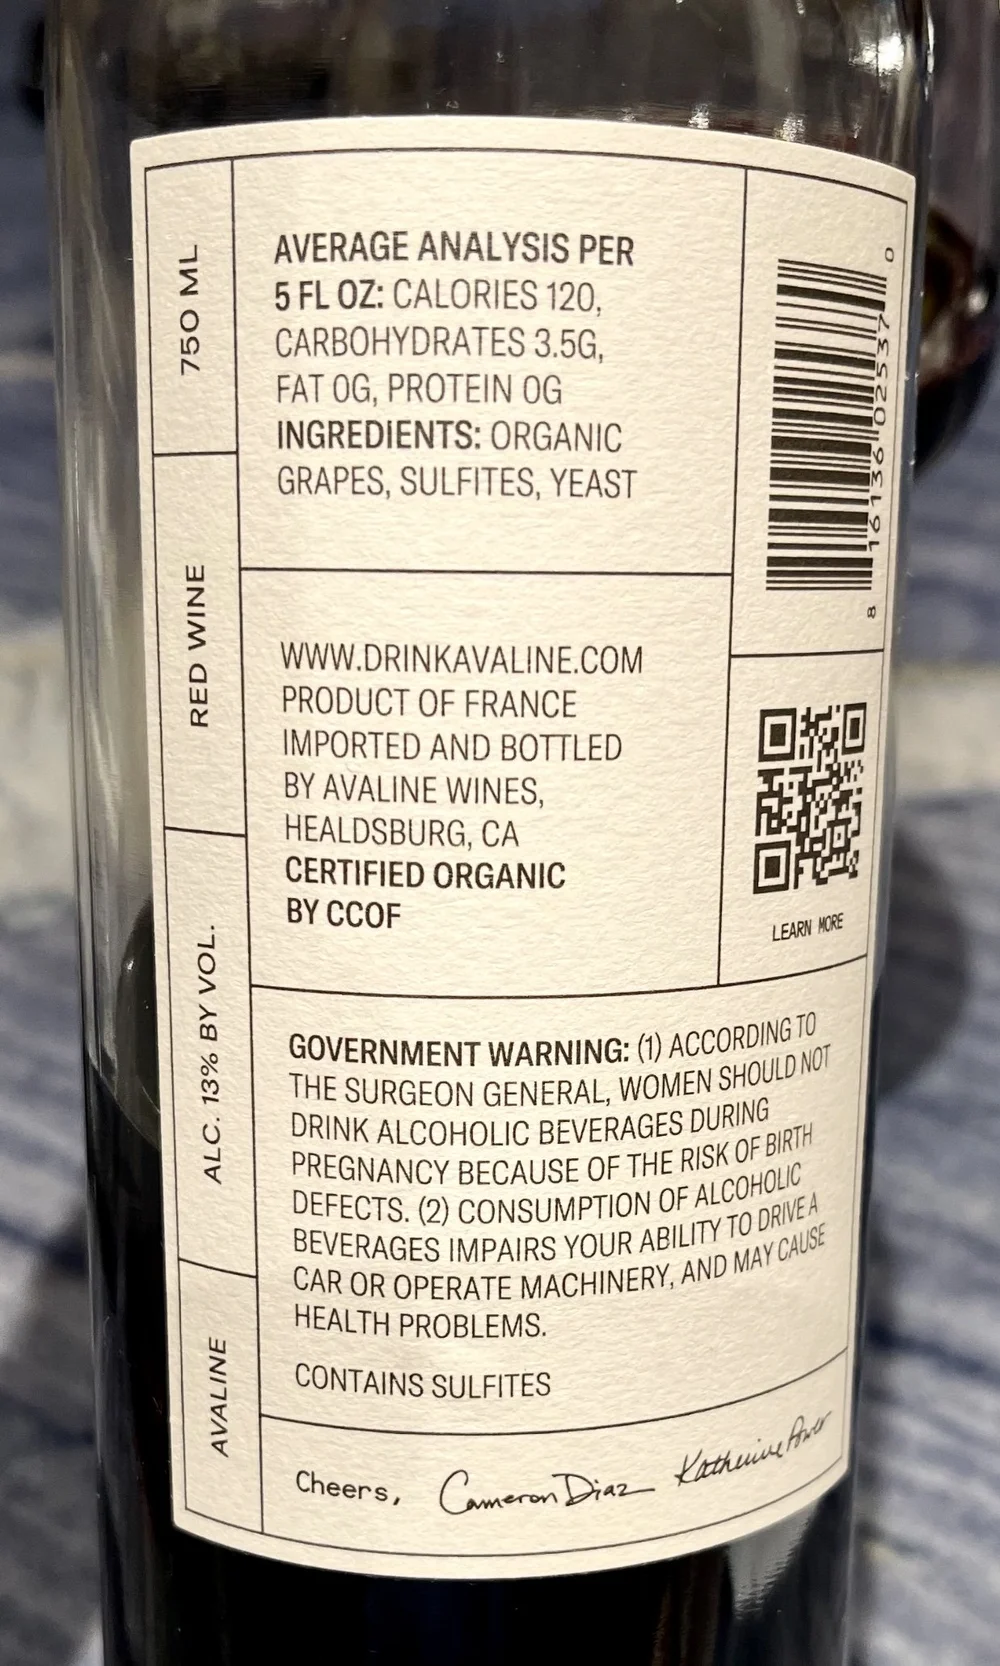 750 ML
RED WINE
ALC. 13% BY VOL.
AVALINE
AVERAGE ANALYSIS PER
5 FL OZ: CALORIES 120,
CARBOHYDRATES 3.5G,
FAT 0G, PROTEIN 0G
INGREDIENTS: ORGANIC
GRAPES, SULFITES, YEAST
8 16136 02537 0
WWW.DRINKAVALINE.COM
PRODUCT OF FRANCE
IMPORTED AND BOTTLED
BY AVALINE WINES,
HEALDSBURG, CA
CERTIFIED ORGANIC
BY CCOF
LEARN MORE
GOVERNMENT WARNING: (1) ACCORDING TO
THE SURGEON GENERAL, WOMEN SHOULD NOT
DRINK ALCOHOLIC BEVERAGES DURING
PREGNANCY BECAUSE OF THE RISK OF BIRTH
DEFECTS. (2) CONSUMPTION OF ALCOHOLIC
BEVERAGES IMPAIRS YOUR ABILITY TO DRIVE A
CAR OR OPERATE MACHINERY, AND MAY CAUSE
HEALTH PROBLEMS.
CONTAINS SULFITES
Cheers, Cameron Diaz Katherine Power